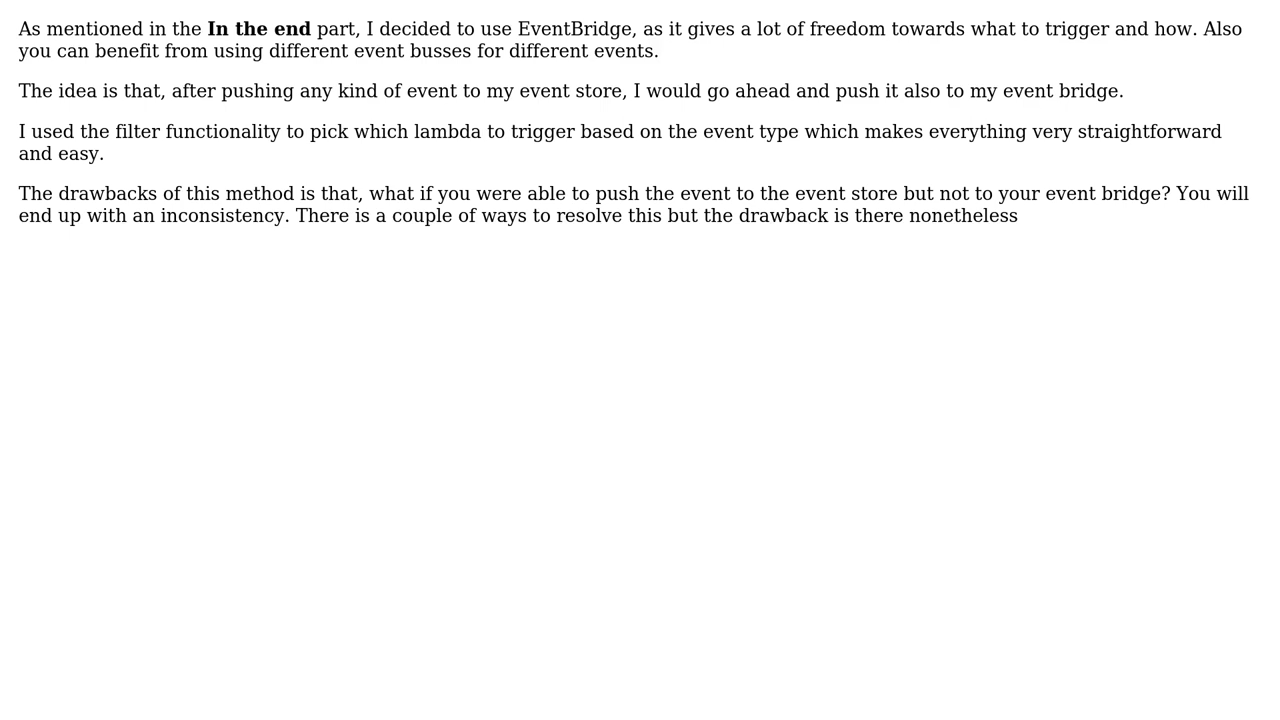 As mentioned in the In the end part, I decided to use EventBridge, as it gives a lot of freedom towards what to trigger and how. Also
you can benefit from using different event busses for different events.
The idea is that, after pushing any kind of event to my event store, I would go ahead and push it also to my event bridge.
I used the filter functionality to pick which lambda to trigger based on the event type which makes everything very straightforward
and easy.
The drawbacks of this method is that, what if you were able to push the event to the event store but not to your event bridge? You will
end up with an inconsistency. There is a couple of ways to resolve this but the drawback is there nonetheless